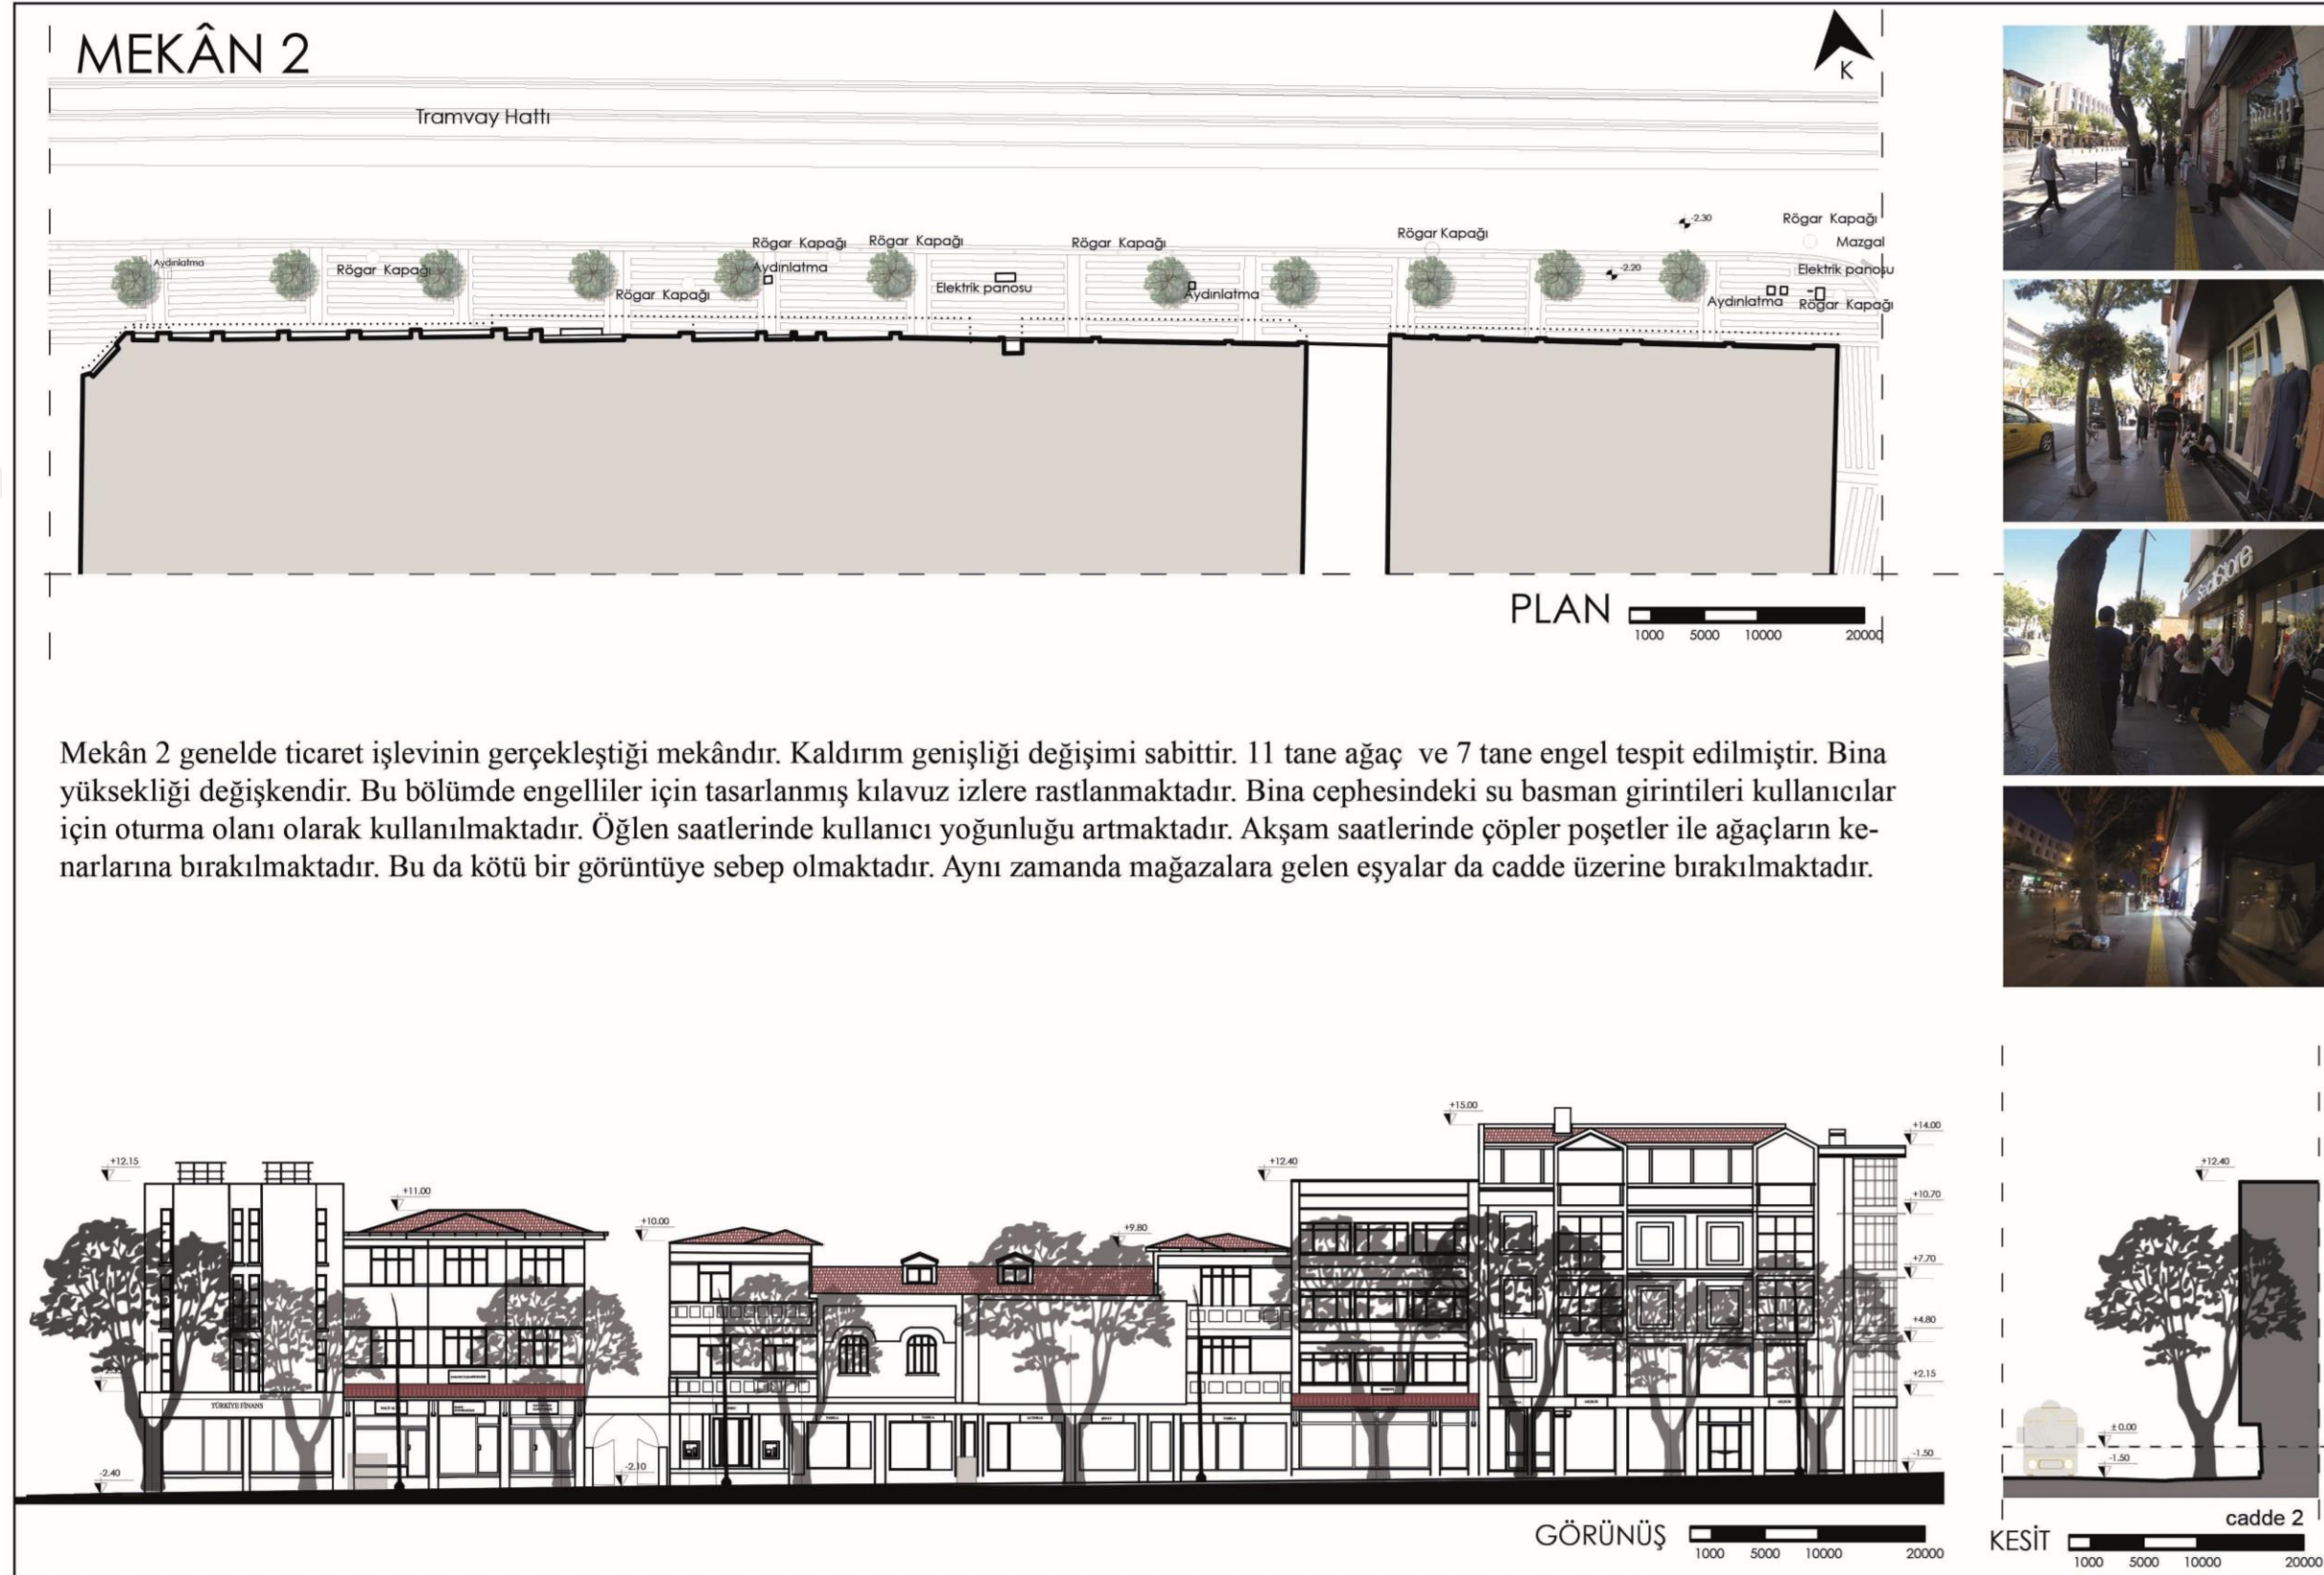 MEKÂN 2
K
Tramvay Hattı
-2.30
Rögar Kapağı
Rögar Kapağı
Rögar Kapağı
Rögar Kapağı
Rögar Kapağı
Mazgal
Aydınlatma
Rögar Kapağı
Aydınlatma
-2.20
Elektrik panosu
Rögar Kapağı
Elektrik panosu
Aydınlatma
Aydınlatma
Rögar Kapağı
PLAN
1000 5000 10000 20000
Mekân 2 genelde ticaret işlevinin gerçekleştiği mekândır. Kaldırım genişliği değişimi sabittir. 11 tane ağaç ve 7 tane engel tespit edilmiştir. Bina
yüksekliği değişkendir. Bu bölümde engelliler için tasarlanmış kılavuz izlere rastlanmaktadır. Bina cephesindeki su basman girintileri kullanıcılar
için oturma olanı olarak kullanılmaktadır. Öğlen saatlerinde kullanıcı yoğunluğu artmaktadır. Akşam saatlerinde çöpler poşetler ile ağaçların ke-
narlarına bırakılmaktadır. Bu da kötü bir görüntüye sebep olmaktadır. Aynı zamanda mağazalara gelen eşyalar da cadde üzerine bırakılmaktadır.
+15.00
+14.00
+12.15
+12.40
+11.00
+10.70
+10.00
+9.80
+7.70
+4.80
+2.15
TÜRKİYE FİNANS
-2.40
-2.10
-1.50
GÖRÜNÜŞ
1000 5000 10000 20000
+12.40
±0.00
-1.50
cadde 2
KESİT
1000 5000 10000 20000